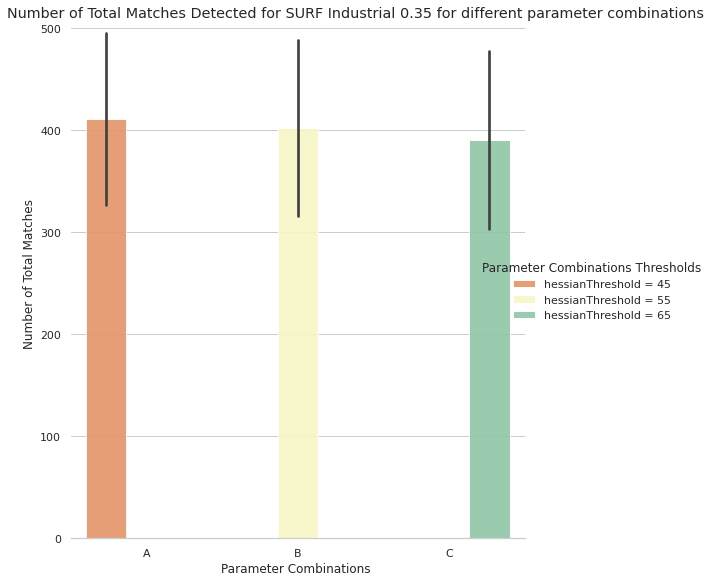 Number of Total Matches Detected for SURF Industrial 0.35 for different parameter combinations
500
400
300
200
100
0
Number of Total Matches
A B C
Parameter Combinations
Parameter Combinations Thresholds
hessianThreshold = 45
hessianThreshold = 55
hessianThreshold = 65